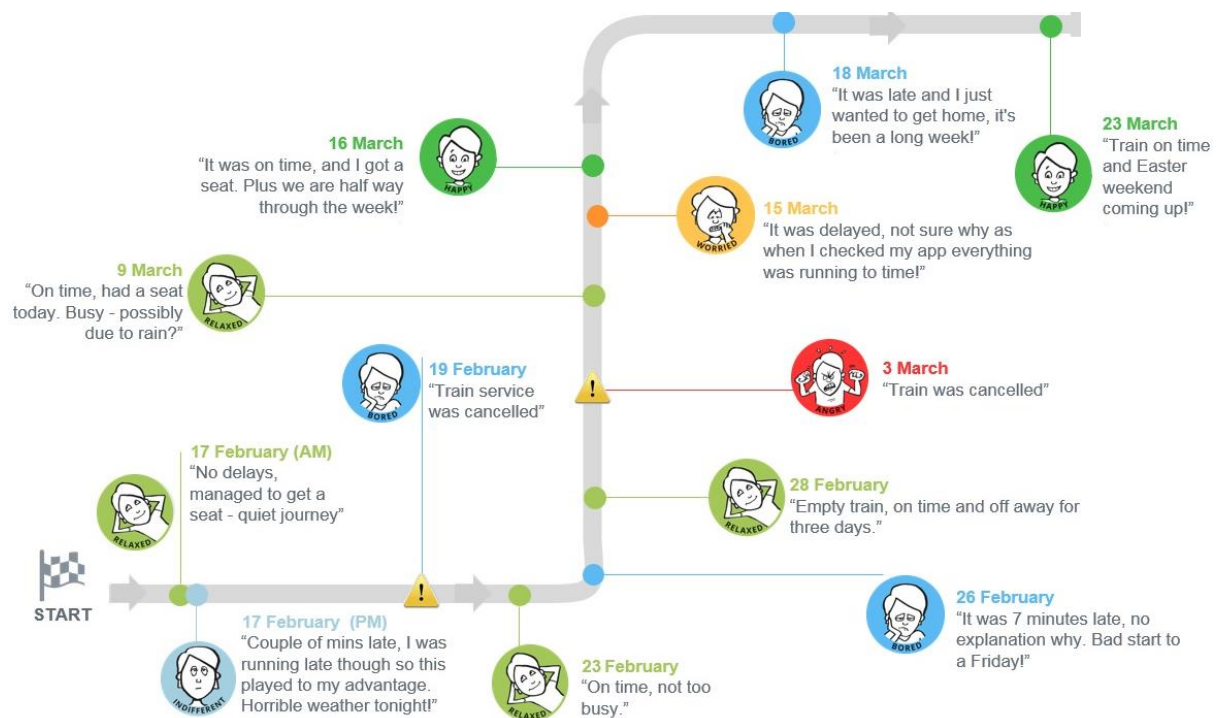 START
17 February (AM)
“No delays,
managed to get a
seat - quiet journey”
RELAXED
17 February  (PM)
“Couple of mins late, I was
running late though so this
played to my advantage.
Horrible weather tonight!”
INDIFFERENT
19 February
“Train service
was cancelled”
BORED
!
23 February
“On time, not too
busy.”
RELAXED
26 February
“It was 7 minutes late, no
explanation why. Bad start to
a Friday!”
BORED
28 February
“Empty train, on time and off away for
three days.”
RELAXED
3 March
“Train was cancelled”
ANGRY
!
9 March
“On time, had a seat
today. Busy - possibly
due to rain?”
RELAXED
15 March
“It was delayed, not sure why as
when I checked my app everything
was running to time!”
WORRIED
16 March
“It was on time, and I got a
seat. Plus we are half way
through the week!”
HAPPY
18 March
“It was late and I just
wanted to get home, it's
been a long week!”
BORED
23 March
“Train on time
and Easter
weekend
coming up!”
HAPPY